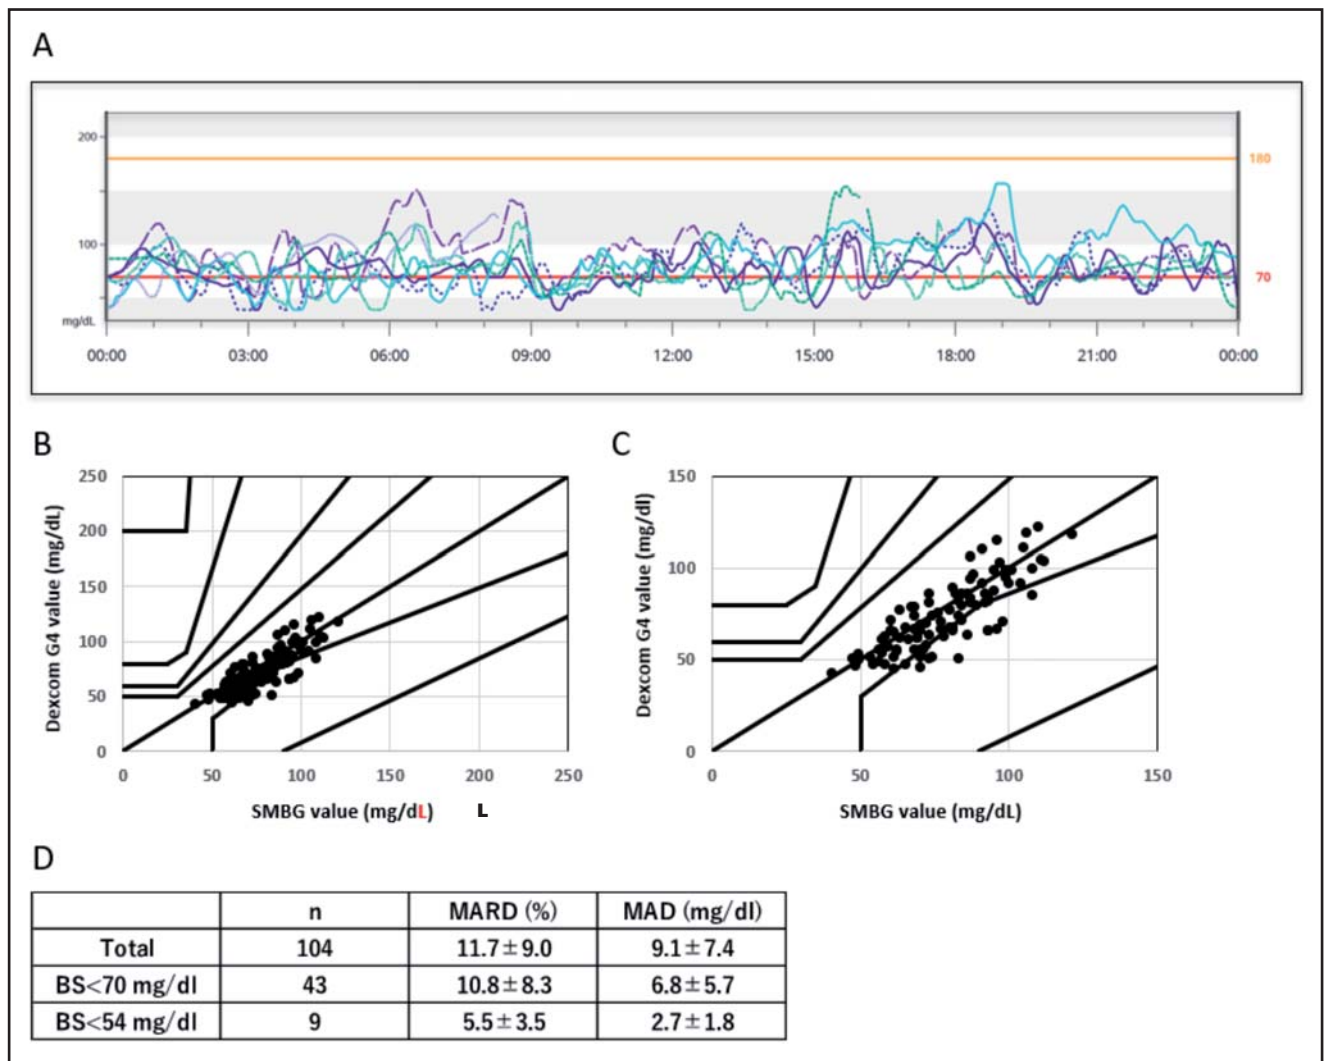 A
200
180
100
70
mg/dL
00:00 03:00 06:00 09:00 12:00 15:00 18:00 21:00 00:00
B
250
200
150
100
50
0
0 50 100 150 200 250
Dexcom G4 value (mg/dL)
SMBG value (mg/dL)
L
C
150
100
50
0
0 50 100 150
Dexcom G4 value (mg/dl)
SMBG value (mg/dL)
D
n MARD (%) MAD (mg/dl)
Total 104 11.7±9.0 9.1±7.4
BS<70 mg/dl 43 10.8±8.3 6.8±5.7
BS<54 mg/dl 9 5.5±3.5 2.7±1.8